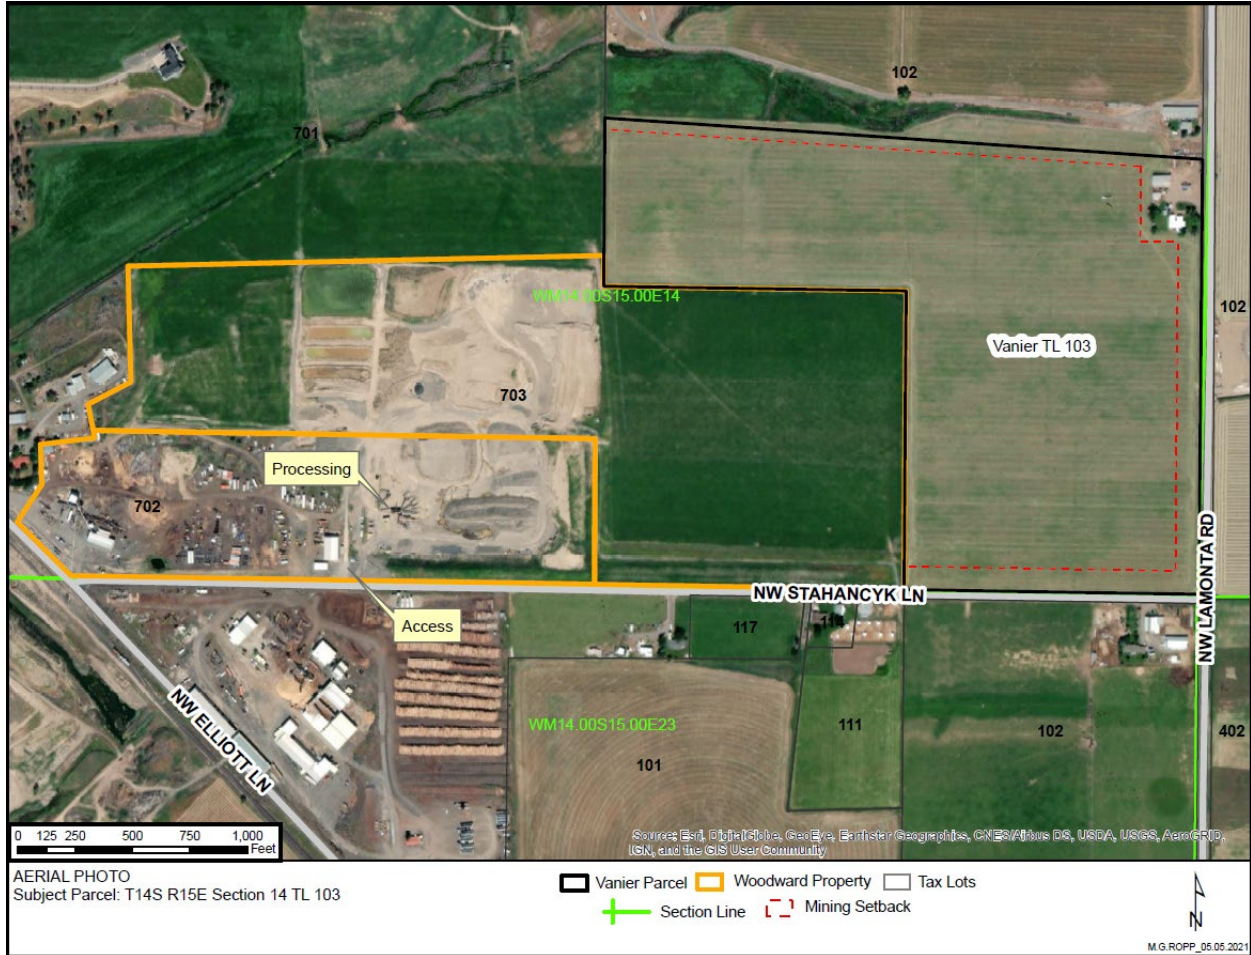 102
701
WM14.00S15.00E14
102
Vanier TL 103
703
Processing
702
NW LAMONTA RD
NW STAHANCYK LN
Access
117
114
NW ELLIOTT LN
WM14.00S15.00E23
111
102
402
101
0 125 250 500 750 1,000
Feet
Source: Esri, DigitalGlobe, GeoEye, Earthstar Geographics, CNES/Airbus DS, USDA, USGS, AeroGRID,
IGN, and the GIS User Community
AERIAL PHOTO
Subject Parcel: T14S R15E Section 14 TL 103
Vanier Parcel Woodward Property Tax Lots
Section Line Mining Setback
N
M.G.ROPP_05.05.2021